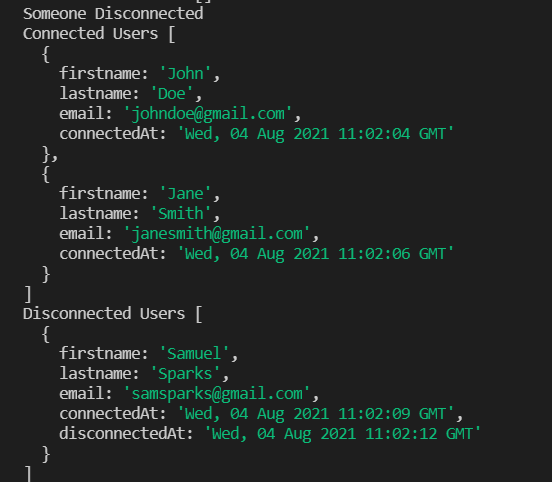 Someone Disconnected
Connected Users [
  {
    firstname: 'John',
    lastname: 'Doe',
    email: 'johndoe@gmail.com',
    connectedAt: 'Wed, 04 Aug 2021 11:02:04 GMT'
  },
  {
    firstname: 'Jane',
    lastname: 'Smith',
    email: 'janesmith@gmail.com',
    connectedAt: 'Wed, 04 Aug 2021 11:02:06 GMT'
  }
]
Disconnected Users [
  {
    firstname: 'Samuel',
    lastname: 'Sparks',
    email: 'samsparks@gmail.com',
    connectedAt: 'Wed, 04 Aug 2021 11:02:09 GMT',
    disconnectedAt: 'Wed, 04 Aug 2021 11:02:12 GMT'
  }
]